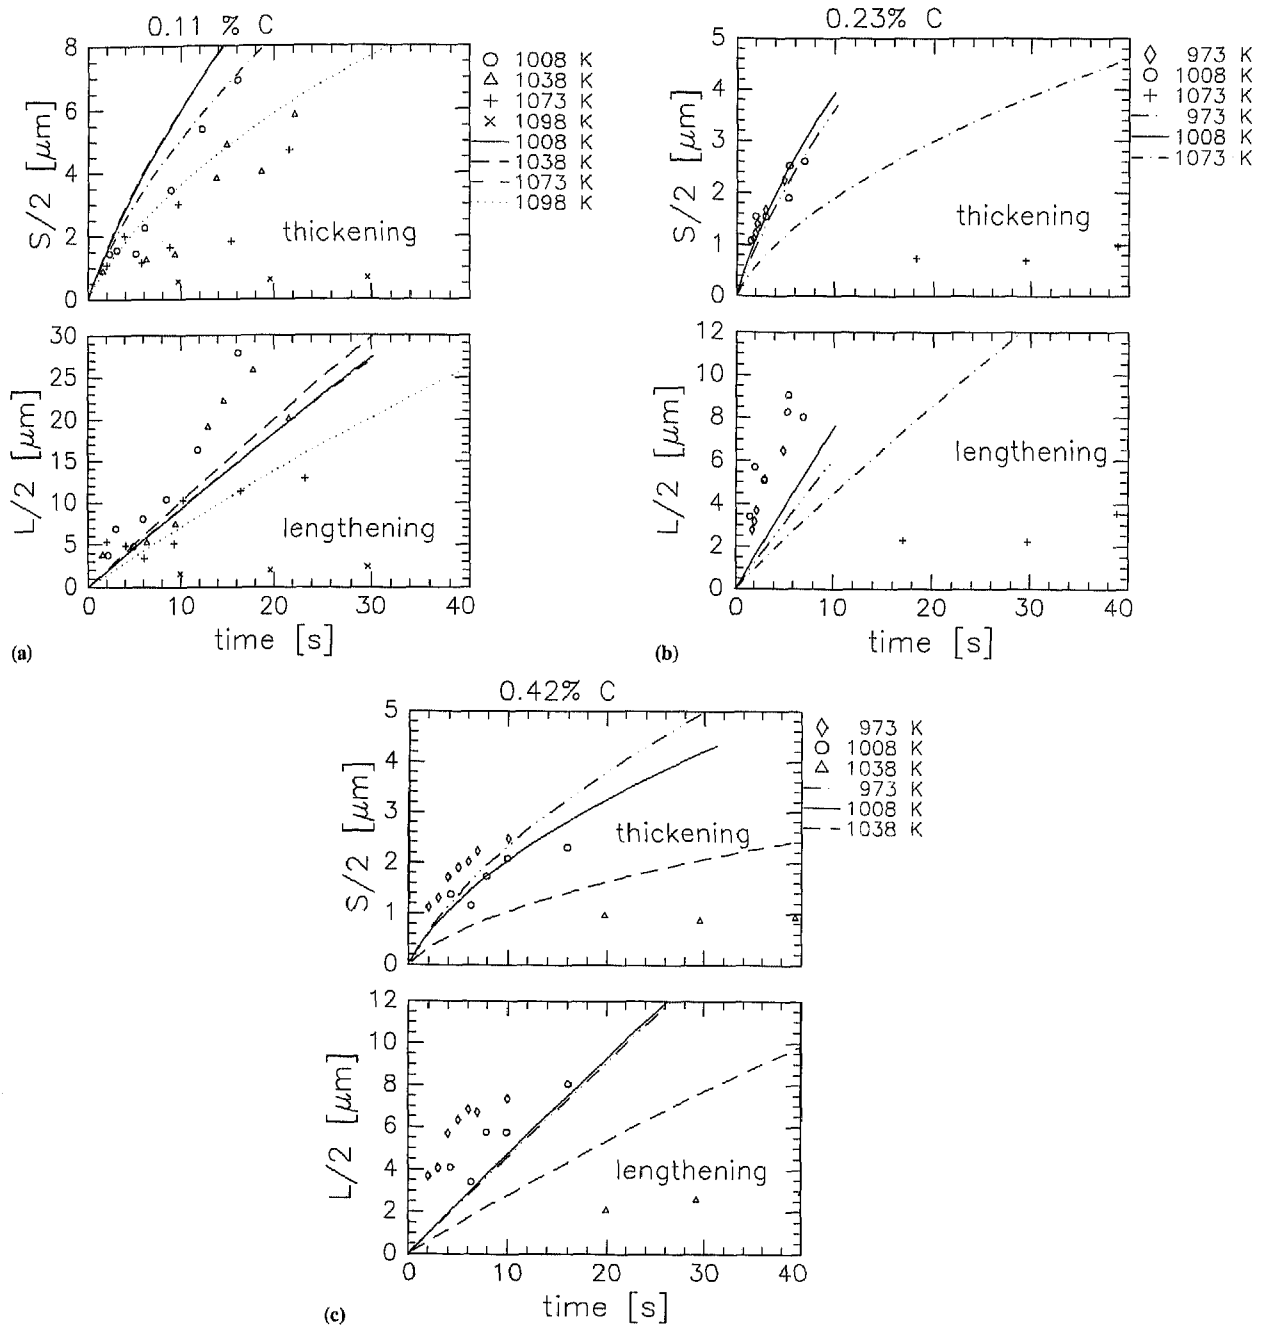 0.11 % C
8
6
4
2
0
S/2 [μm]
thickening
○ 1008 K
△ 1038 K
+ 1073 K
× 1098 K
1008 K
1038 K
1073 K
1098 K
30
25
20
15
10
5
0
L/2 [μm]
lengthening
0 10 20 30 40
time [s]
(a)
0.23% C
5
4
3
2
1
0
S/2 [μm]
thickening
◇ 973 K
○ 1008 K
+ 1073 K
973 K
1008 K
1073 K
12
10
8
6
4
2
0
L/2 [μm]
lengthening
0 10 20 30 40
time [s]
(b)
0.42% C
5
4
3
2
1
0
S/2 [μm]
thickening
◇ 973 K
○ 1008 K
△ 1038 K
973 K
1008 K
1038 K
12
10
8
6
4
2
0
L/2 [μm]
lengthening
0 10 20 30 40
time [s]
(c)